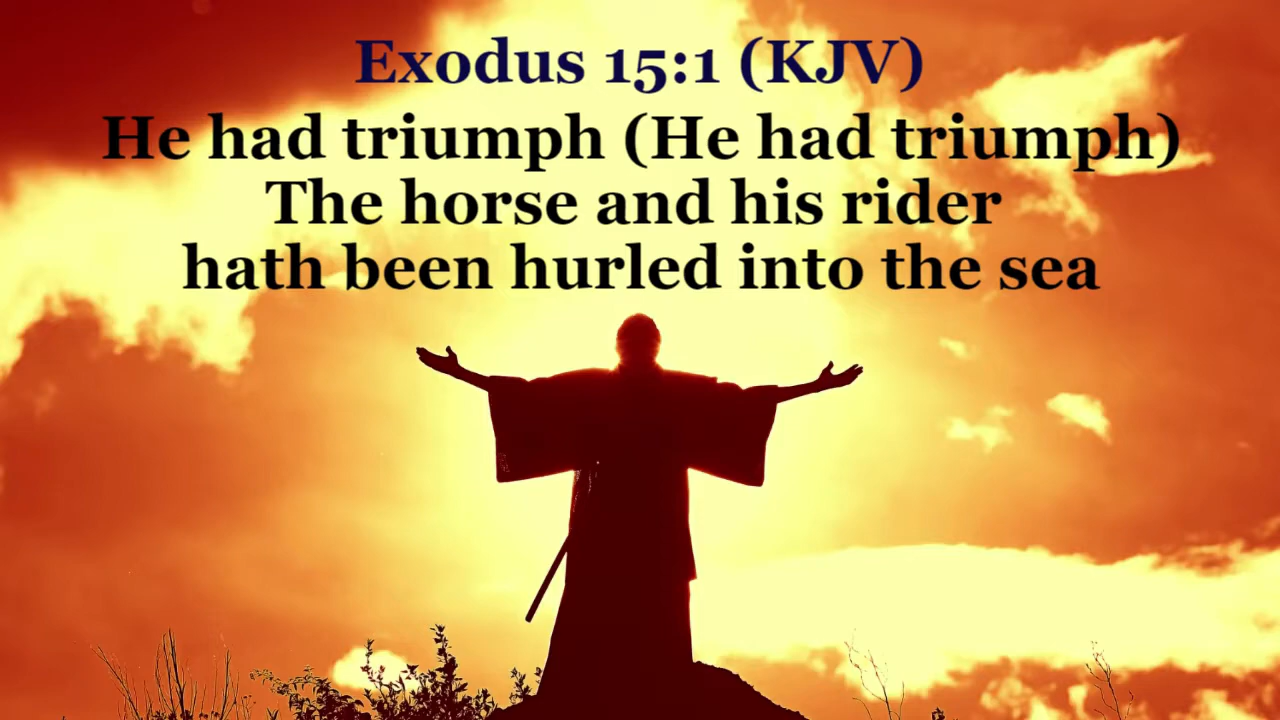 Exodus 15:1 (KJV)
He had triumph (He had triumph)
The horse and his rider
hath been hurled into the sea